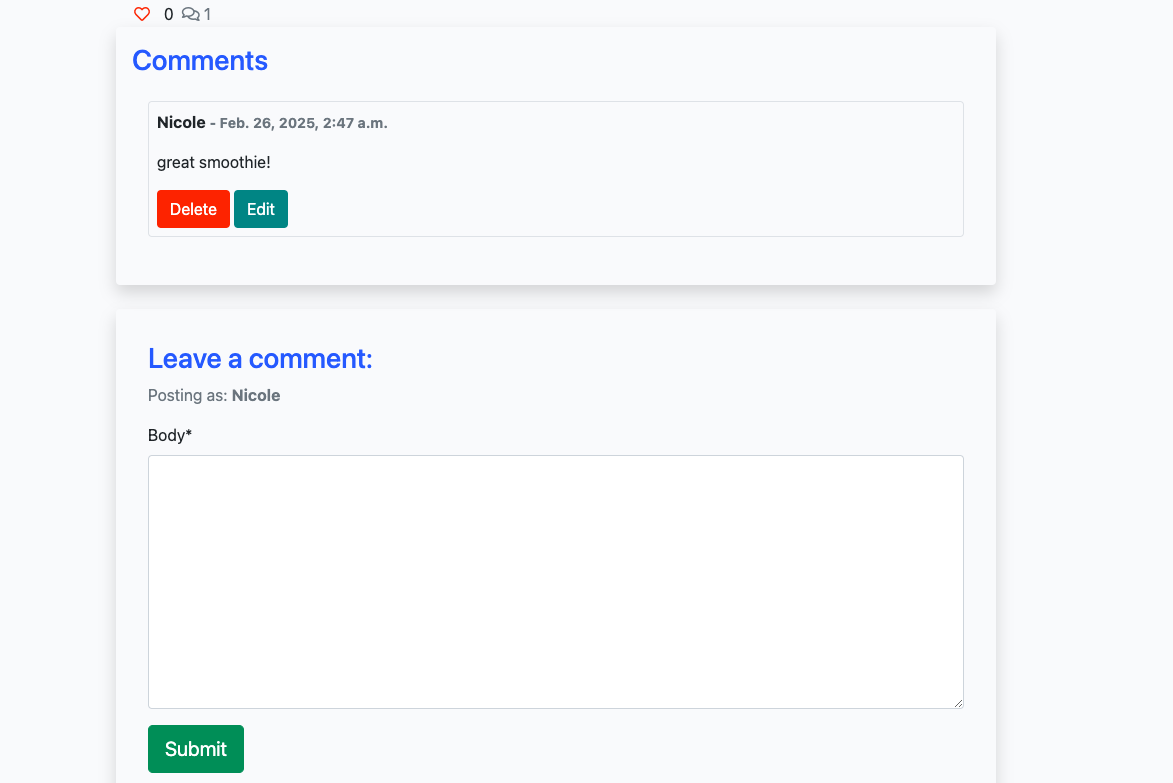 0 1
Comments
Nicole - Feb. 26, 2025, 2:47 a.m.
great smoothie!
Delete Edit
Leave a comment:
Posting as: Nicole
Body*
Submit